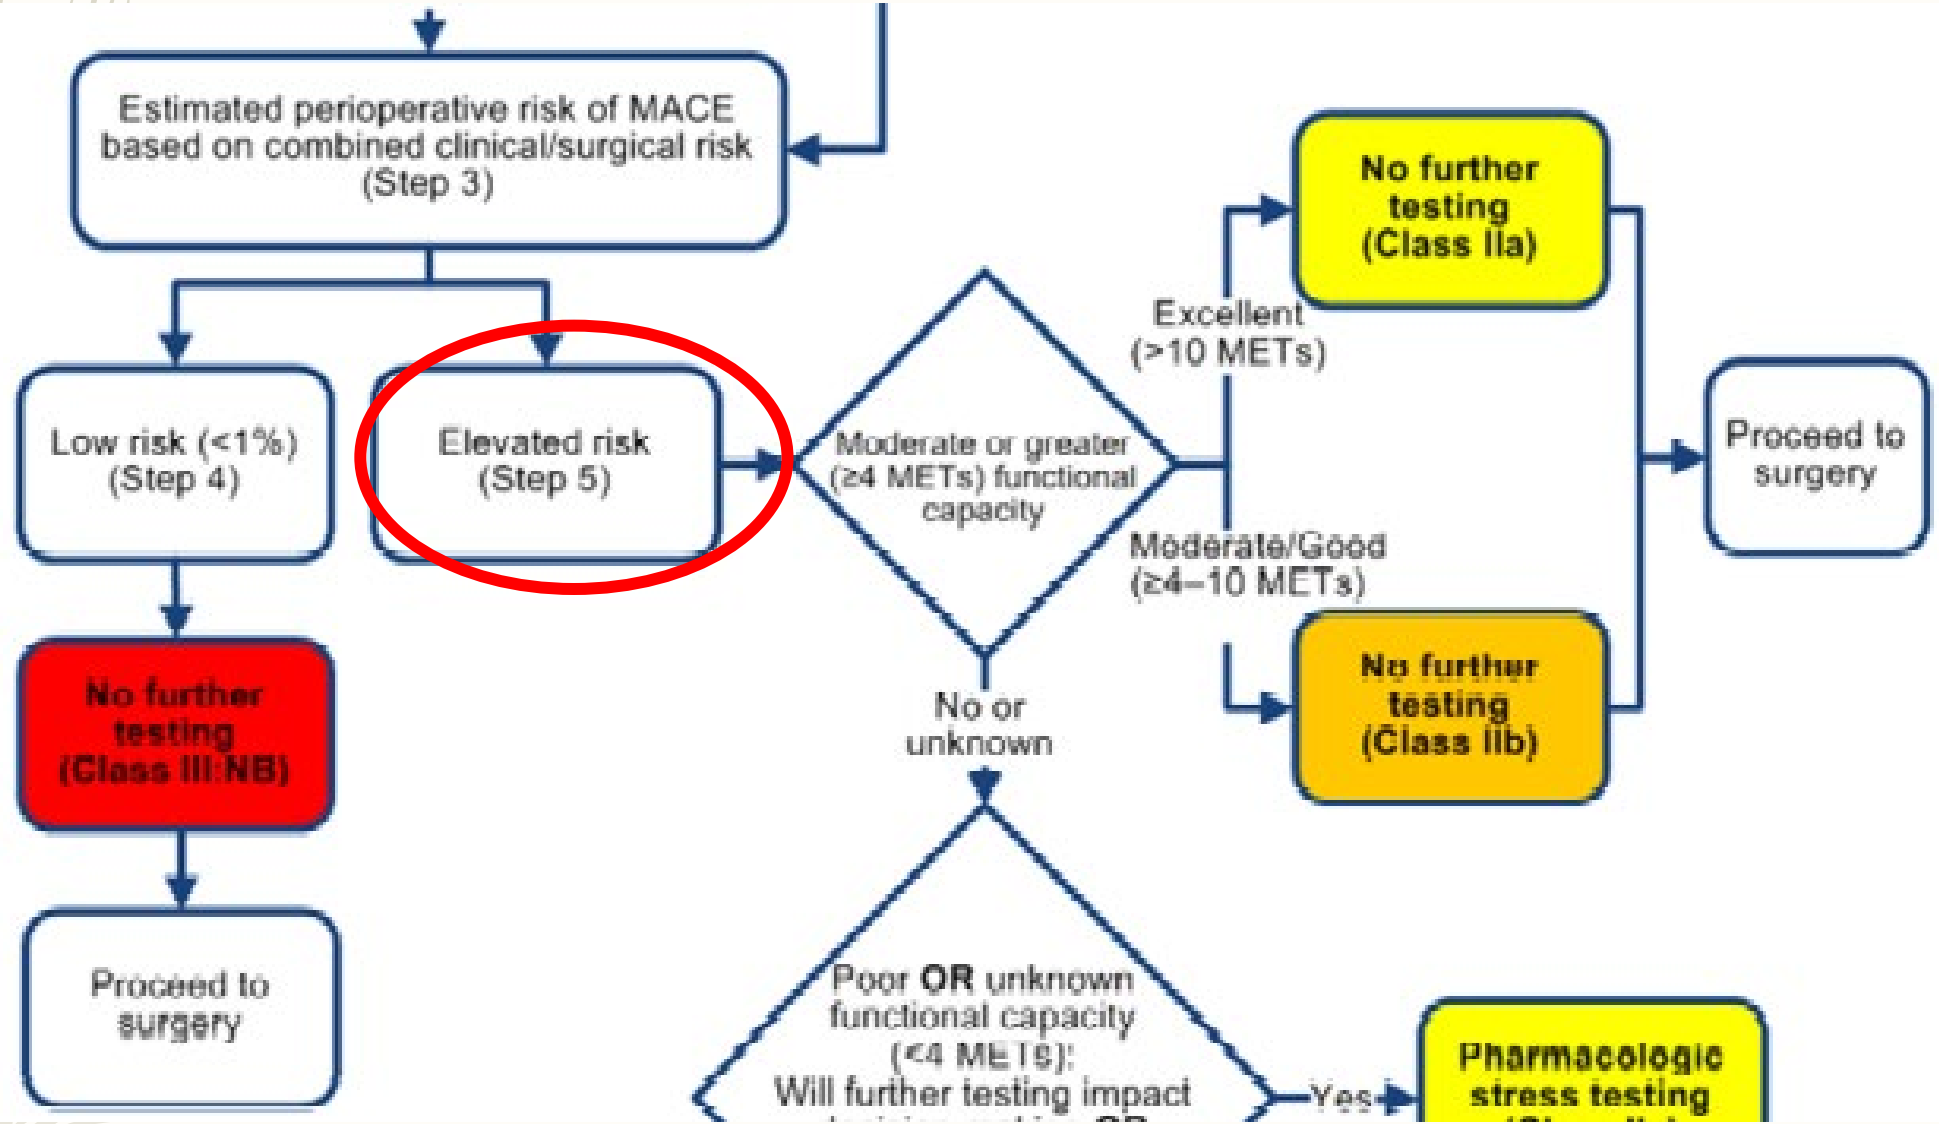 Estimated perioperative risk of MACE
based on combined clinical/surgical risk
(Step 3)
Low risk (<1%)
(Step 4)
Elevated risk
(Step 5)
Moderate or greater
(≥4 METs) functional
capacity
Excellent
(>10 METs)
No further
testing
(Class IIa)
Moderate/Good
(≥4–10 METs)
No further
testing
(Class IIb)
Proceed to
surgery
No further
testing
(Class III:NB)
Proceed to
surgery
No or
unknown
Poor OR unknown
functional capacity
(<4 METs):
Will further testing impact
OR
Yes
Pharmacologic
stress testing